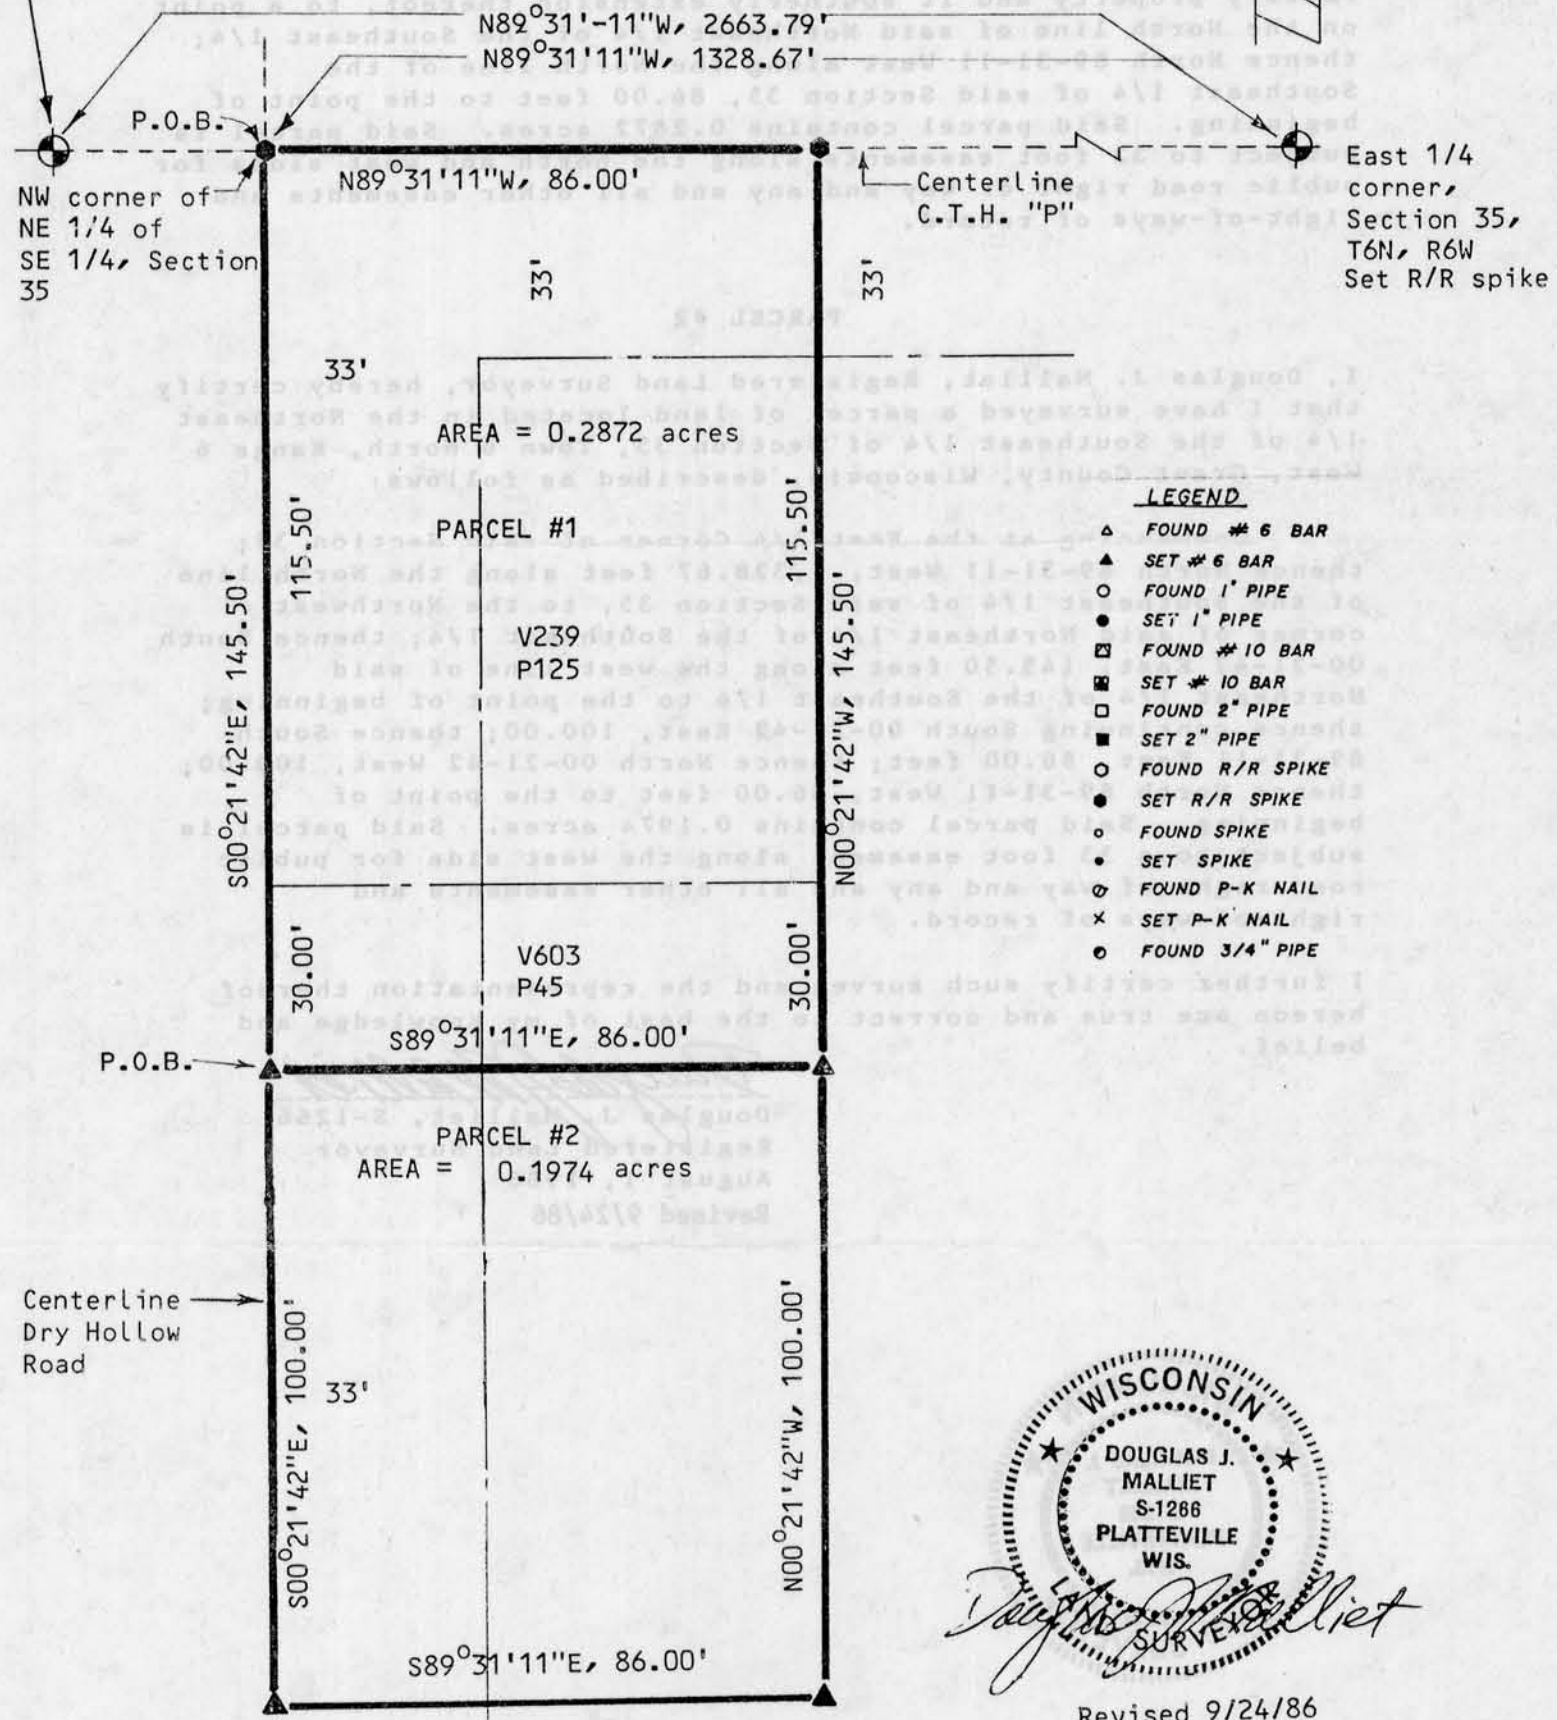 N89°31'-11"W, 2663.79'
N89°31'11"W, 1328.67'
P.O.B.
NW corner of
NE 1/4 of
SE 1/4, Section
35
N89°31'11"W, 86.00'
Centerline
C.T.H. "P"
East 1/4
corner,
Section 35,
T6N, R6W
Set R/R spike
33'
33'
33'
AREA = 0.2872 acres
PARCEL #1
115.50'
115.50'
S00°21'42"E, 145.50'
N00°21'42"W, 145.50'
V239
P125
LEGEND
FOUND # 6 BAR
SET # 6 BAR
FOUND 1" PIPE
SET 1" PIPE
FOUND # 10 BAR
SET # 10 BAR
FOUND 2" PIPE
SET 2" PIPE
FOUND R/R SPIKE
SET R/R SPIKE
FOUND SPIKE
SET SPIKE
FOUND P-K NAIL
SET P-K NAIL
FOUND 3/4" PIPE
30.00'
30.00'
V603
P45
S89°31'11"E, 86.00'
P.O.B.
PARCEL #2
AREA = 0.1974 acres
Centerline
Dry Hollow
Road
S00°21'42"E, 100.00'
33'
N00°21'42"W, 100.00'
S89°31'11"E, 86.00'
WISCONSIN
DOUGLAS J.
MALLIET
S-1266
PLATTEVILLE
WIS.
LAND SURVEYOR
Douglas J. Malliet
Revised 9/24/86